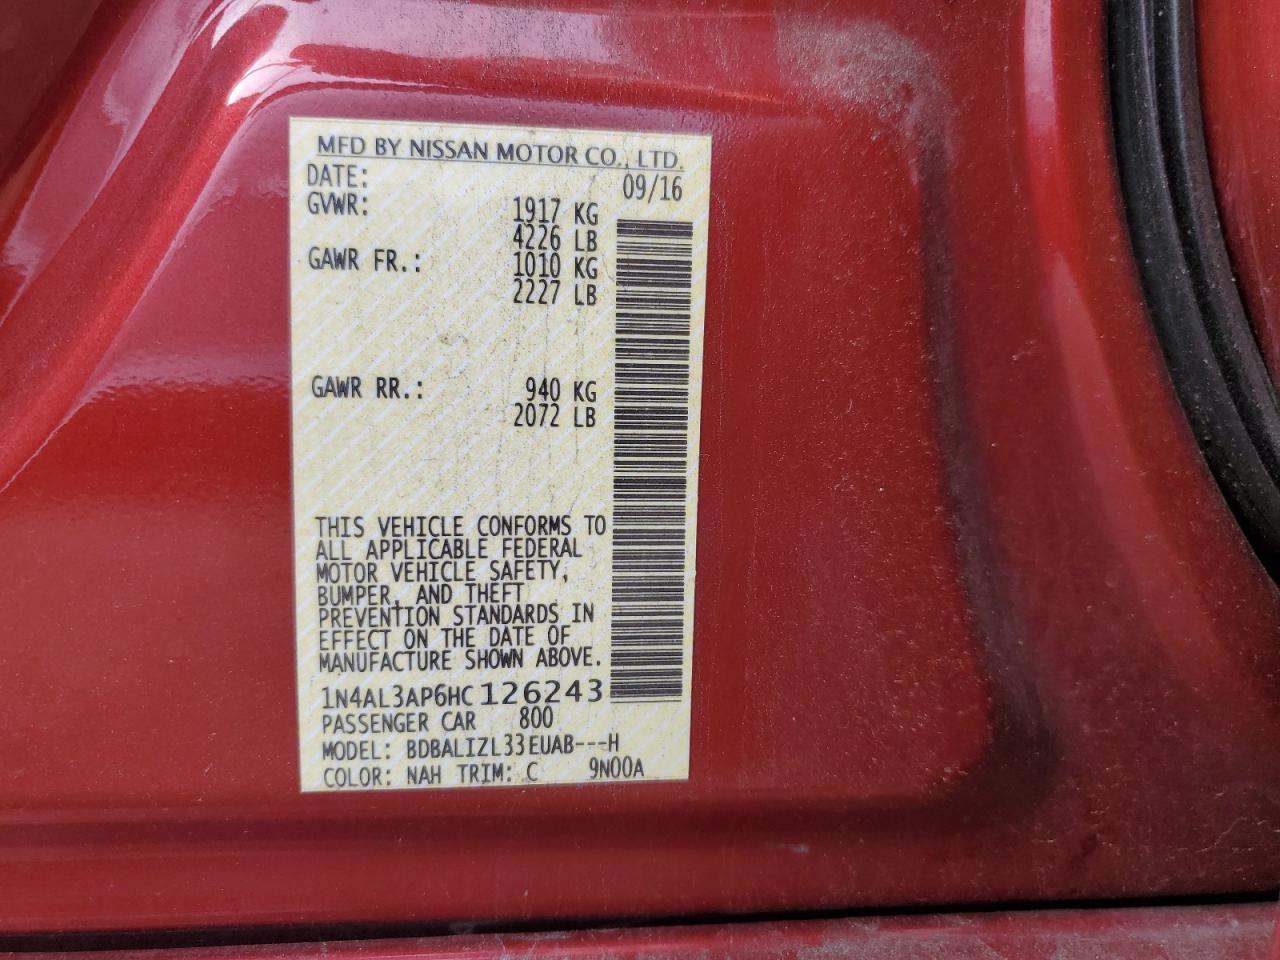 MFD BY NISSAN MOTOR CO., LTD.
DATE: 09/16
GVWR: 1917 KG
4226 LB
GAWR FR.: 1010 KG
2227 LB
GAWR RR.: 940 KG
2072 LB
THIS VEHICLE CONFORMS TO
ALL APPLICABLE FEDERAL
MOTOR VEHICLE SAFETY,
BUMPER, AND THEFT
PREVENTION STANDARDS IN
EFFECT ON THE DATE OF
MANUFACTURE SHOWN ABOVE.
1N4AL3AP6HC126243
PASSENGER CAR 800
MODEL: BDBALIZL33EUAB---H
COLOR: NAH TRIM: C 9N00A